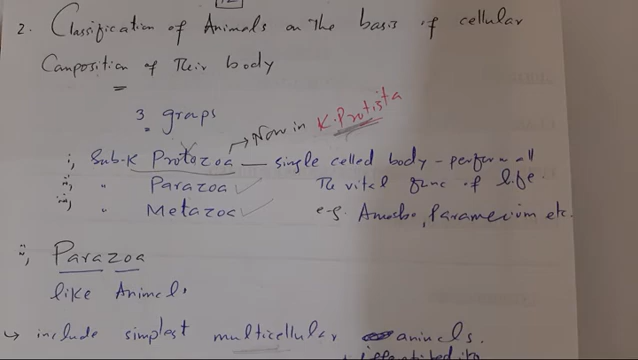 2. Classification of Animals on The basis of cellular
Composition of Their body
3 groups
→ Now in K.Protista
i, Sub-K Protozoa — single celled body - perform all
ii, " Parazoa ✓ The vital func of life.
iii, " Metazoa ✓ e.g. Amoeba, Paramecium etc.
ii, Parazoa
like Animals
↳ include simplest multicellular animals.